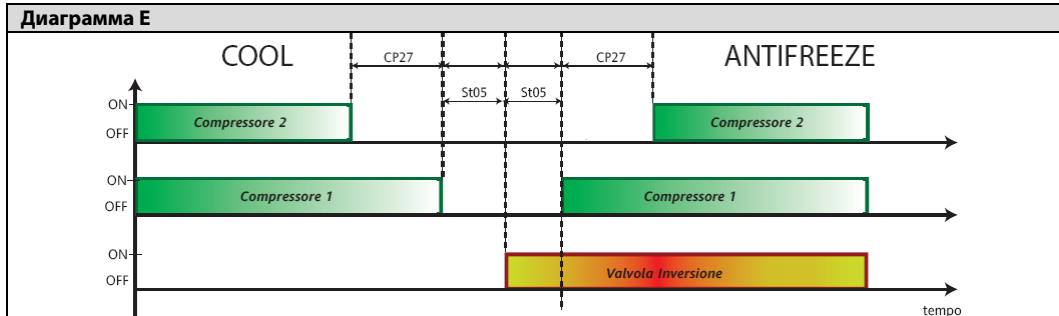 Диаграмма E
COOL
CP27
CP27
ANTIFREEZE
St05
St05
ON
OFF
Compressore 2
Compressore 2
ON
OFF
Compressore 1
Compressore 1
ON
OFF
Valvola Inversione
tempo